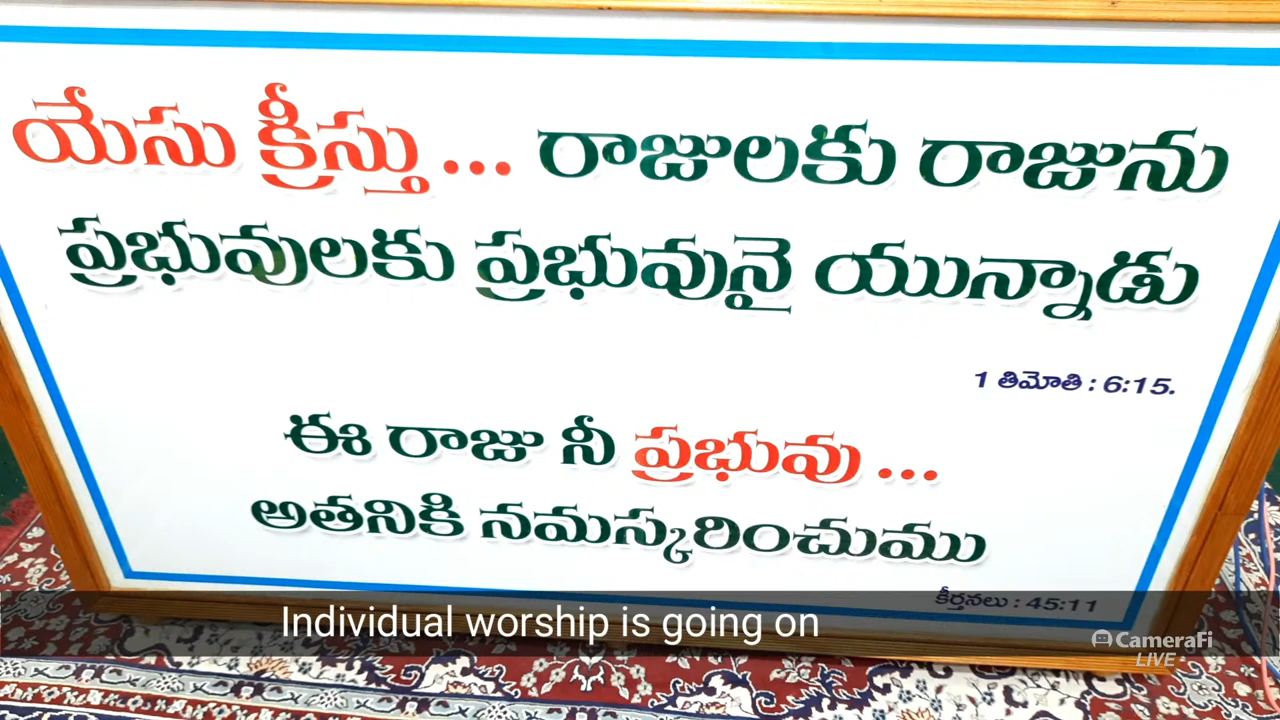 యేసు క్రీస్తు ... రాజులకు రాజును
ప్రభువులకు ప్రభువునై యున్నాడు
1 తిమోతి : 6:15.
ఈ రాజు నీ ప్రభువు ...
అతనికి నమస్కరించుము
కీర్తనలు : 45:11
Individual worship is going on
CameraFi
LIVE